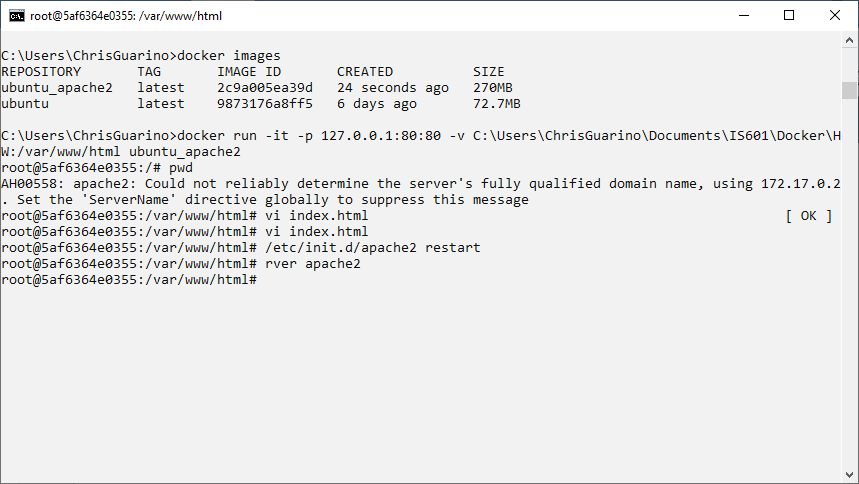 root@5af6364e0355: /var/www/html
C:\Users\ChrisGuarino>docker images
REPOSITORY TAG IMAGE ID CREATED SIZE
ubuntu_apache2 latest 2c9a005ea39d 24 seconds ago 270MB
ubuntu latest 9873176a8ff5 6 days ago 72.7MB
C:\Users\ChrisGuarino>docker run -it -p 127.0.0.1:80:80 -v C:\Users\ChrisGuarino\Documents\IS601\Docker\H
W:/var/www/html ubuntu_apache2
root@5af6364e0355:/# pwd
AH00558: apache2: Could not reliably determine the server's fully qualified domain name, using 172.17.0.2
. Set the 'ServerName' directive globally to suppress this message
root@5af6364e0355:/var/www/html# vi index.html [ OK ]
root@5af6364e0355:/var/www/html# vi index.html
root@5af6364e0355:/var/www/html# /etc/init.d/apache2 restart
root@5af6364e0355:/var/www/html# rver apache2
root@5af6364e0355:/var/www/html#